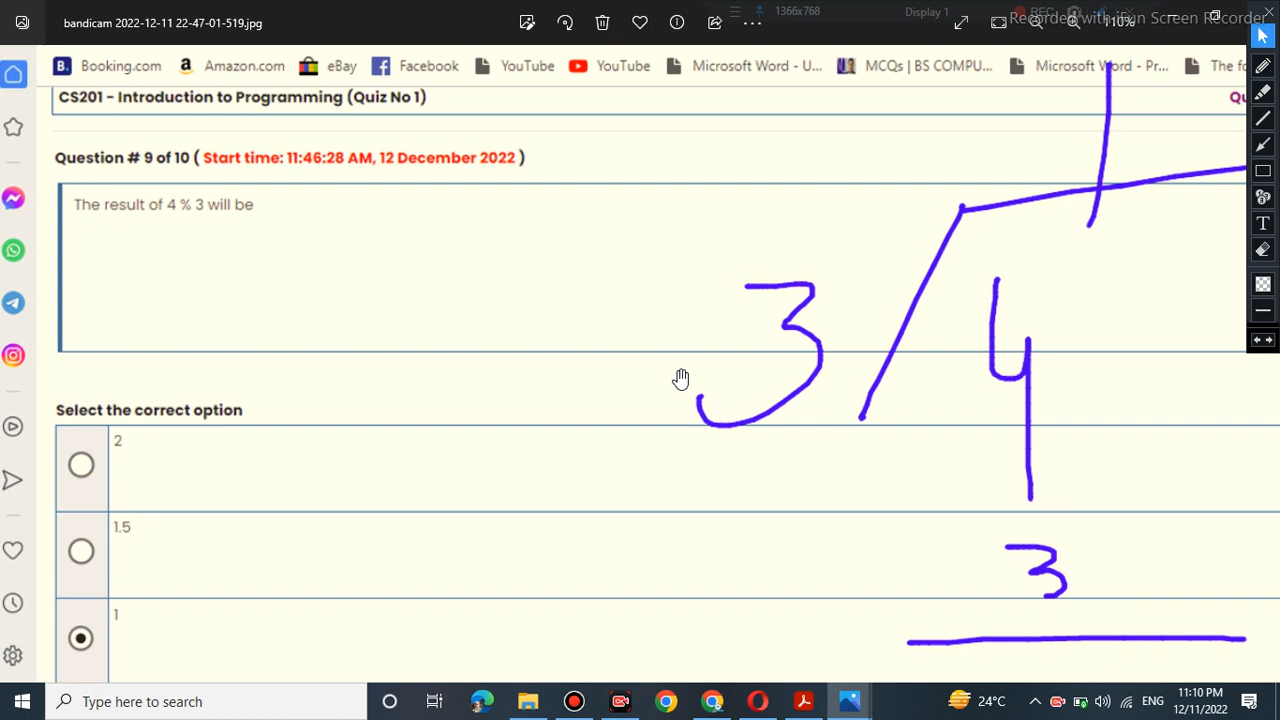 bandicam 2022-12-11 22-47-01-519.jpg
1366x768
Display 1
REC
110%
Booking.com
Amazon.com
eBay
Facebook
YouTube
YouTube
Microsoft Word - U...
MCQs | BS COMPU...
Microsoft Word - Pr...
The fo
CS201 - Introduction to Programming (Quiz No 1)
Qu
Question # 9 of 10 ( Start time: 11:46:28 AM, 12 December 2022 )
The result of 4 % 3 will be
1
3
4
3
Select the correct option
2
1.5
1
Type here to search
24°C
ENG
11:10 PM
12/11/2022